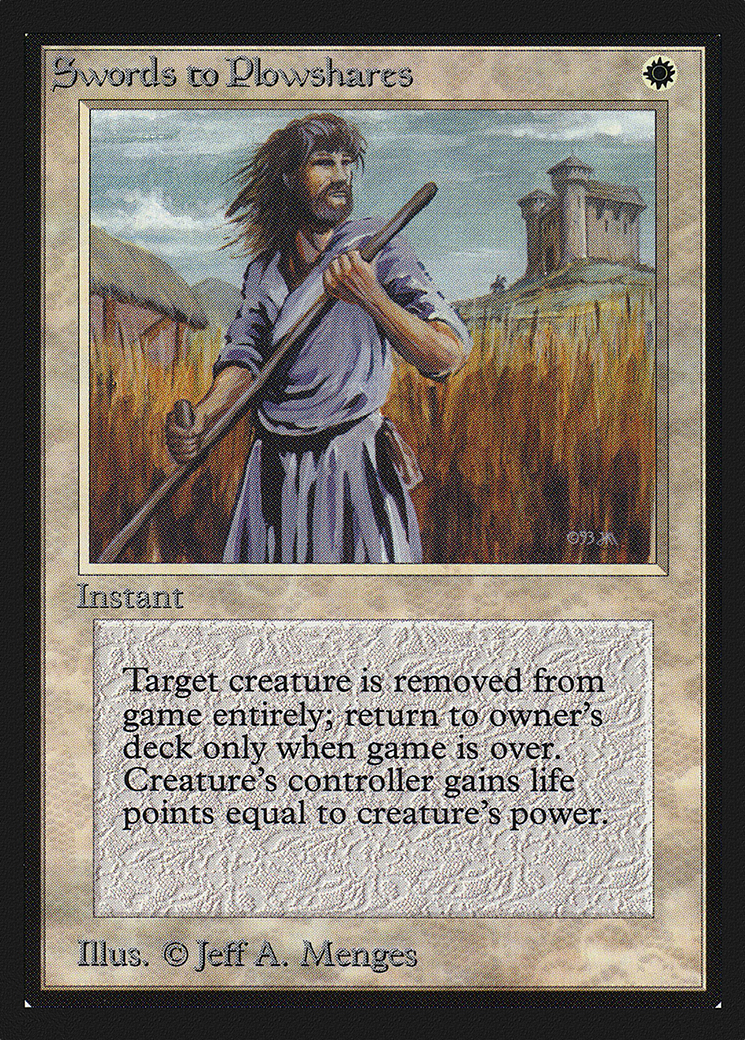 Swords to Plowshares
©93
Instant
Target creature is removed from
game entirely; return to owner's
deck only when game is over.
Creature's controller gains life
points equal to creature's power.
Illus. © Jeff A. Menges